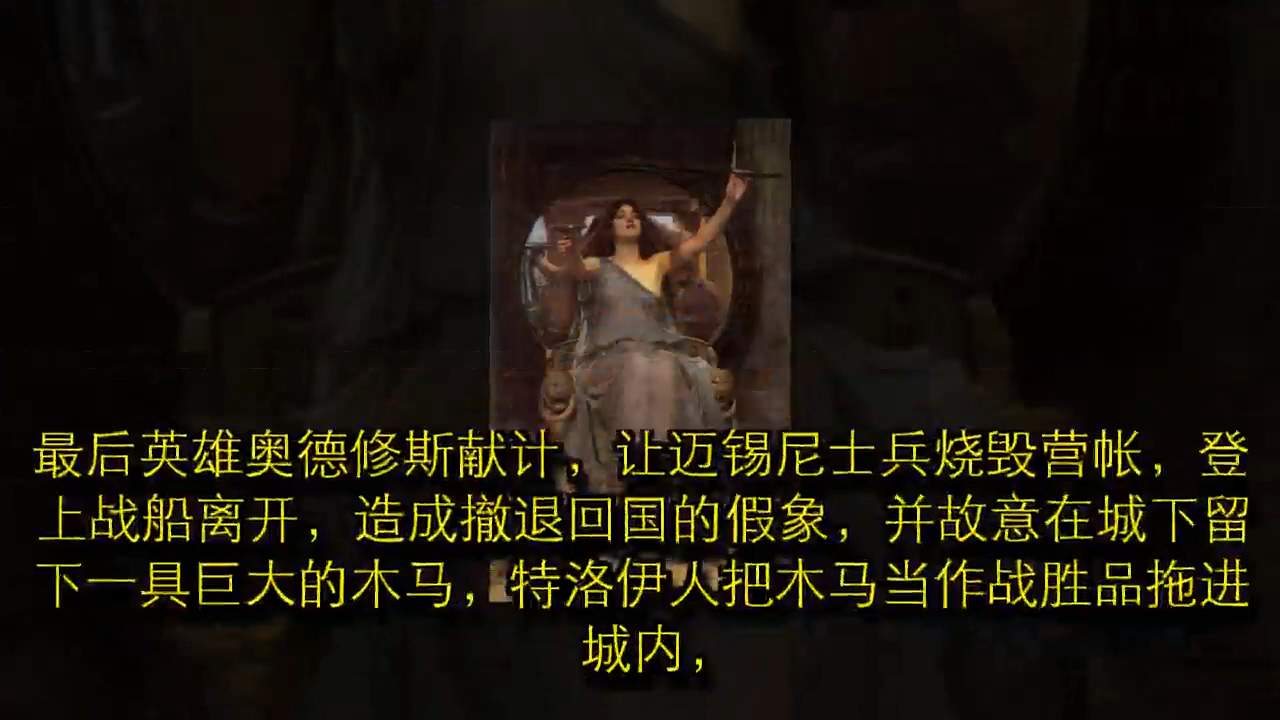 最后英雄奥德修斯献计，让迈锡尼士兵烧毁营帐，登
上战船离开，造成撤退回国的假象，并故意在城下留
下一具巨大的木马，特洛伊人把木马当作战胜品拖进
城内，